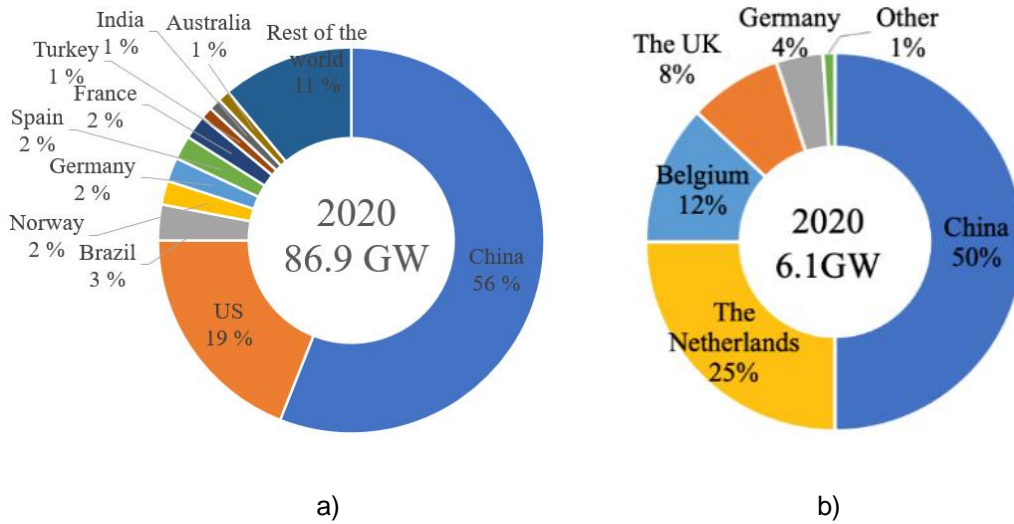 India
1 %
Australia
1 %
Rest of the
world
11 %
Turkey
1 %
France
2 %
Spain
2 %
Germany
2 %
Norway
2 %
Brazil
3 %
US
19 %
China
56 %
2020
86.9 GW
a)
Germany
4%
Other
1%
The UK
8%
Belgium
12%
The
Netherlands
25%
China
50%
2020
6.1GW
b)